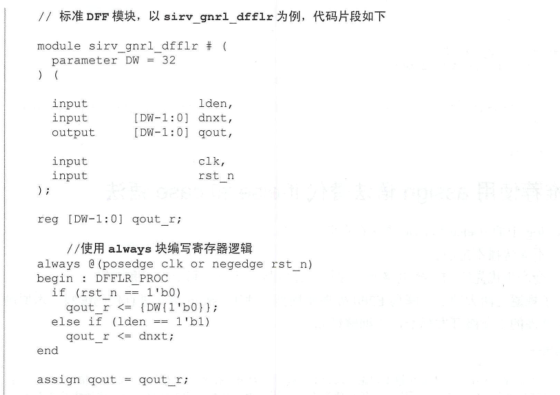 // 标准 DFF 模块，以 sirv_gnrl_dfflr 为例，代码片段如下
module sirv_gnrl_dfflr # (
parameter DW = 32
) (
input lden,
input [DW-1:0] dnxt,
output [DW-1:0] qout,
input clk,
input rst_n
);
reg [DW-1:0] qout_r;
//使用 always 块编写寄存器逻辑
always @(posedge clk or negedge rst_n)
begin : DFFLR_PROC
if (rst_n == 1'b0)
qout_r <= {DW{1'b0}};
else if (lden == 1'b1)
qout_r <= dnxt;
end
assign qout = qout_r;